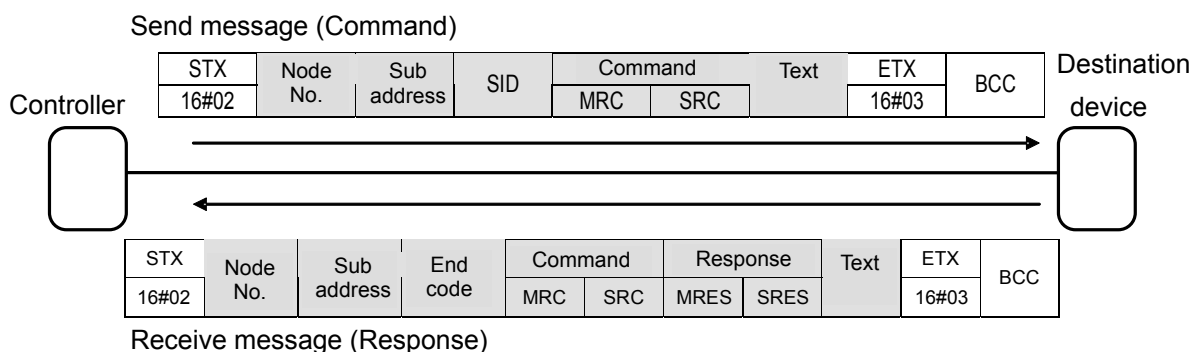 Send message (Command)
STX Node No. Sub address SID Command Text ETX BCC
16#02 MRC SRC 16#03
Controller
Destination device
STX Node No. Sub address End code Command Response Text ETX BCC
16#02 MRC SRC MRES SRES 16#03
Receive message (Response)